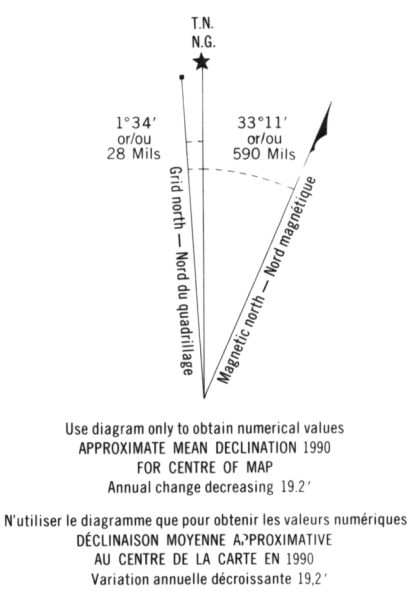 T.N.
N.G.
1°34′
or/ou
28 Mils
33°11′
or/ou
590 Mils
Grid north — Nord du quadrillage
Magnetic north — Nord magnétique
Use diagram only to obtain numerical values
APPROXIMATE MEAN DECLINATION 1990
FOR CENTRE OF MAP
Annual change decreasing 19.2′
N'utiliser le diagramme que pour obtenir les valeurs numériques
DÉCLINAISON MOYENNE APPROXIMATIVE
AU CENTRE DE LA CARTE EN 1990
Variation annuelle décroissante 19,2′